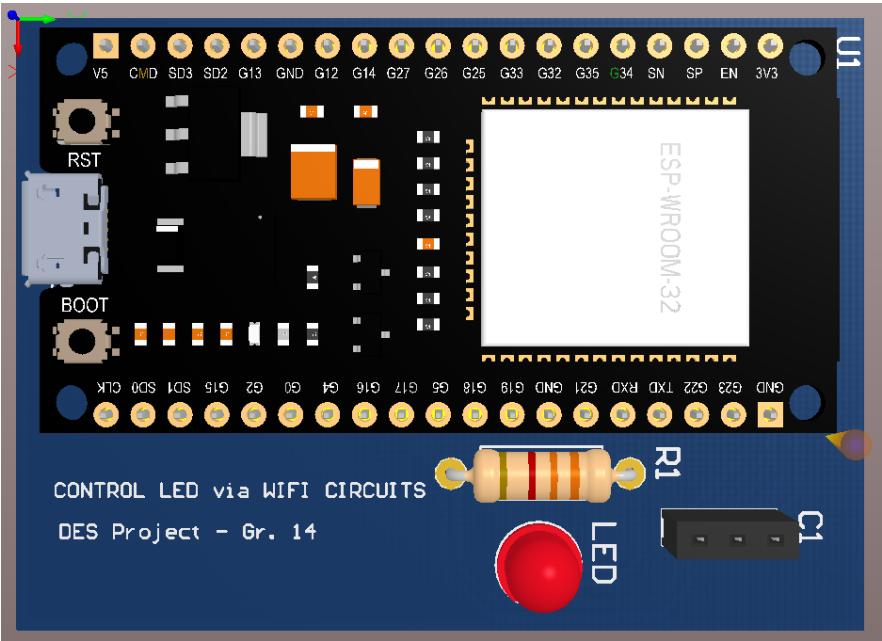 U1
V5 CMD SD3 SD2 G13 GND G12 G14 G27 G26 G25 G33 G32 G35 G34 SN SP EN 3V3
RST
ESP-WROOM-32
BOOT
CLK SD0 SD1 G15 G2 G0 G4 G16 G17 G5 G18 G19 GND G21 RXD TXD G22 G23 GND
R1
CONTROL LED via WIFI CIRCUITS
DES Project - Gr. 14
LED
C1